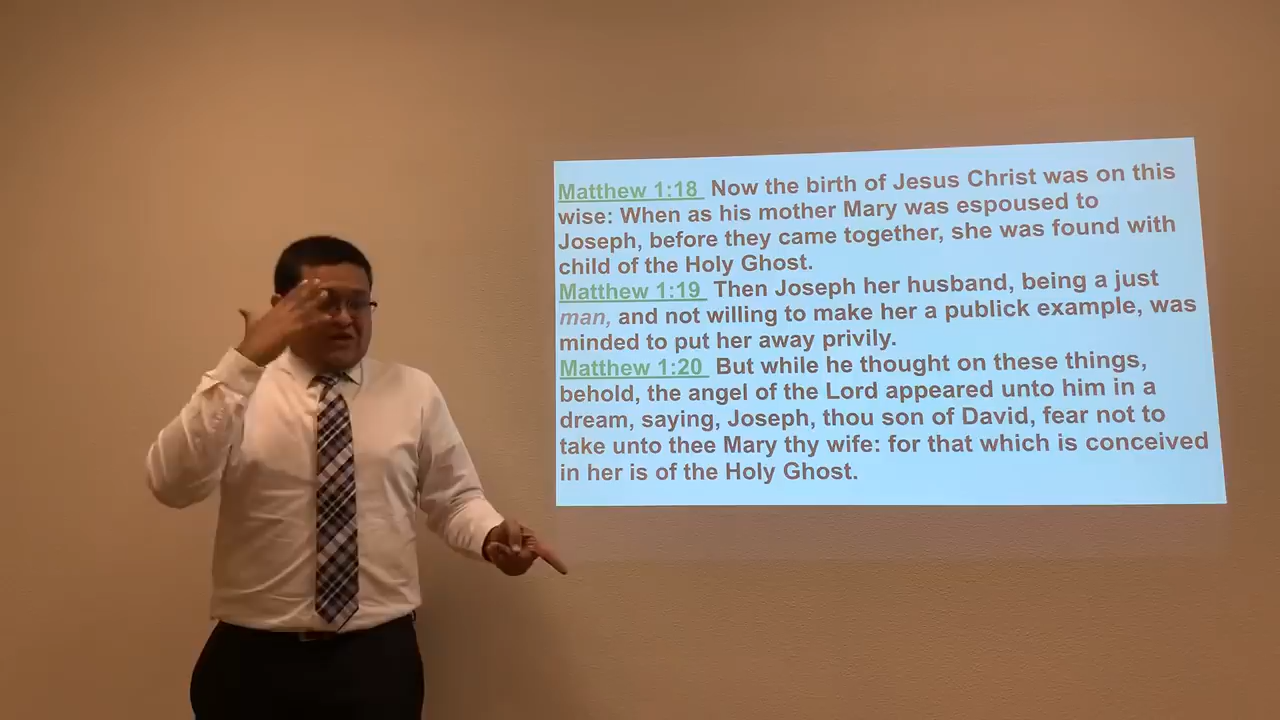 Matthew 1:18 Now the birth of Jesus Christ was on this
wise: When as his mother Mary was espoused to
Joseph, before they came together, she was found with
child of the Holy Ghost.
Matthew 1:19 Then Joseph her husband, being a just
man, and not willing to make her a publick example, was
minded to put her away privily.
Matthew 1:20 But while he thought on these things,
behold, the angel of the Lord appeared unto him in a
dream, saying, Joseph, thou son of David, fear not to
take unto thee Mary thy wife: for that which is conceived
in her is of the Holy Ghost.